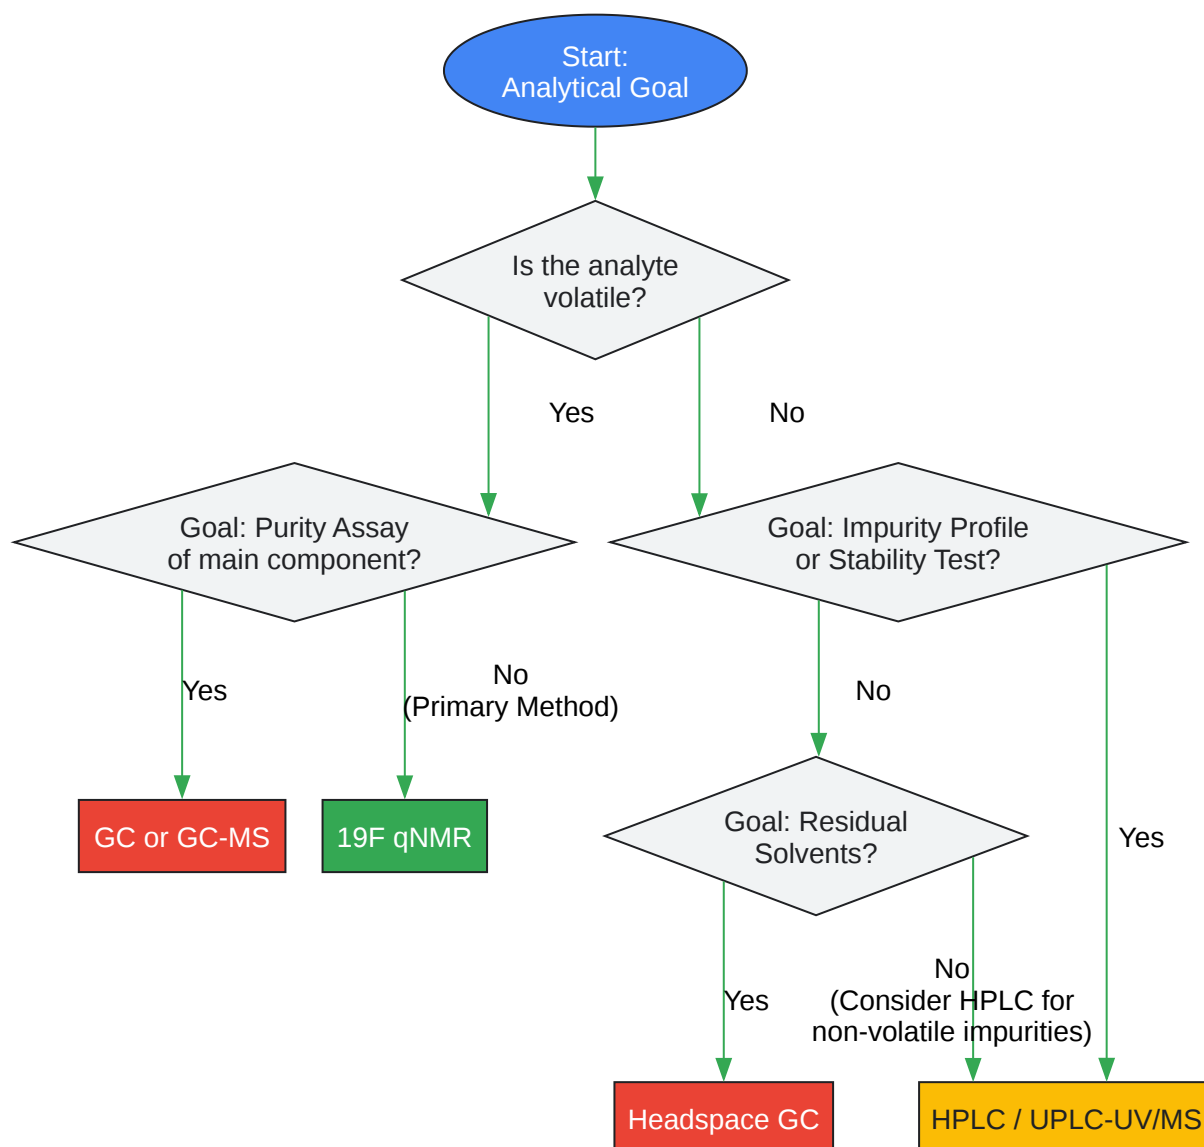 Start:
Analytical Goal
Is the analyte
volatile?
Yes
No
Goal: Purity Assay
of main component?
Goal: Impurity Profile
or Stability Test?
Yes
No
(Primary Method)
No
GC or GC-MS
19F qNMR
Goal: Residual
Solvents?
Yes
Yes
No
(Consider HPLC for
non-volatile impurities)
Headspace GC
HPLC / UPLC-UV/MS